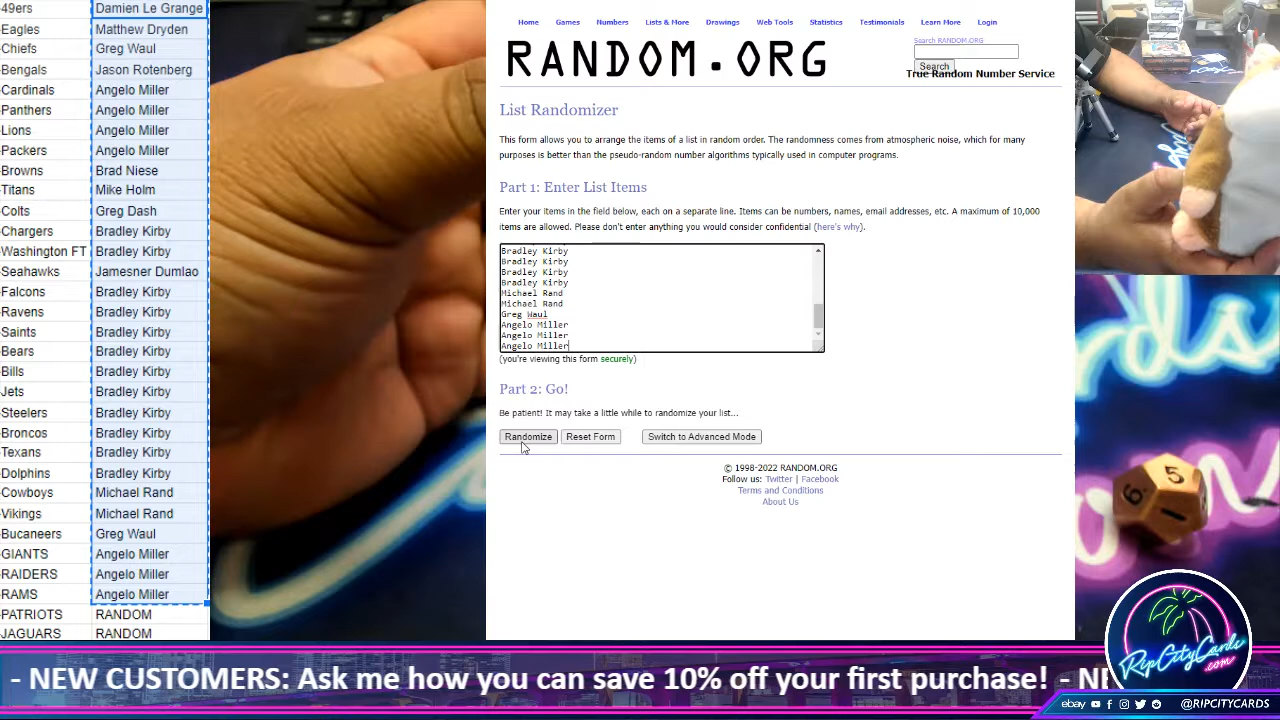 49ers Damien Le Grange
-Eagles Matthew Dryden
-Chiefs Greg Waul
-Bengals Jason Rotenberg
-Cardinals Angelo Miller
-Panthers Angelo Miller
-Lions Angelo Miller
-Packers Angelo Miller
-Browns Brad Niese
-Titans Mike Holm
-Colts Greg Dash
-Chargers Bradley Kirby
-Washington FT Bradley Kirby
-Seahawks Jamesner Dumlao
-Falcons Bradley Kirby
-Ravens Bradley Kirby
-Saints Bradley Kirby
-Bears Bradley Kirby
-Bills Bradley Kirby
-Jets Bradley Kirby
-Steelers Bradley Kirby
-Broncos Bradley Kirby
-Texans Bradley Kirby
-Dolphins Bradley Kirby
-Cowboys Michael Rand
-Vikings Michael Rand
-Bucaneers Greg Waul
-GIANTS Angelo Miller
-RAIDERS Angelo Miller
-RAMS Angelo Miller
-PATRIOTS RANDOM
-JAGUARS RANDOM
Home Games Numbers Lists & More Drawings Web Tools Statistics Testimonials Learn More Login
RANDOM.ORG
Search RANDOM.ORG
Search
True Random Number Service
List Randomizer
This form allows you to arrange the items of a list in random order. The randomness comes from atmospheric noise, which for many
purposes is better than the pseudo-random number algorithms typically used in computer programs.
Part 1: Enter List Items
Enter your items in the field below, each on a separate line. Items can be numbers, names, email addresses, etc. A maximum of 10,000
items are allowed. Please don't enter anything you would consider confidential (here's why).
Bradley Kirby
Bradley Kirby
Bradley Kirby
Bradley Kirby
Michael Rand
Michael Rand
Greg Waul
Angelo Miller
Angelo Miller
Angelo Miller
(you're viewing this form securely)
Part 2: Go!
Be patient! It may take a little while to randomize your list...
Randomize Reset Form Switch to Advanced Mode
© 1998-2022 RANDOM.ORG
Follow us: Twitter | Facebook
Terms and Conditions
About Us
5
6
1
RipCityCards
.com
- NEW CUSTOMERS: Ask me how you can save 10% off your first purchase! - NE
ebay @RIPCITYCARDS